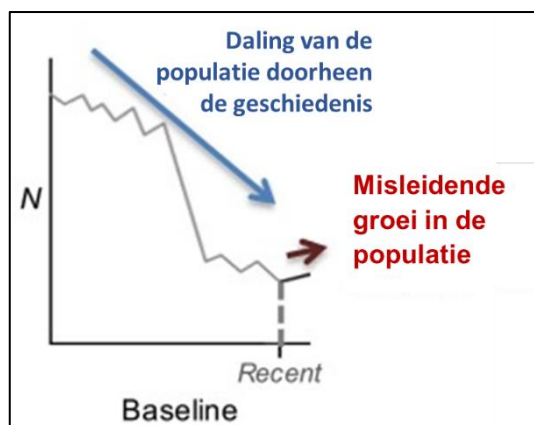 Daling van de
populatie doorheen
de geschiedenis
N
Misleidende
groei in de
populatie
Recent
Baseline